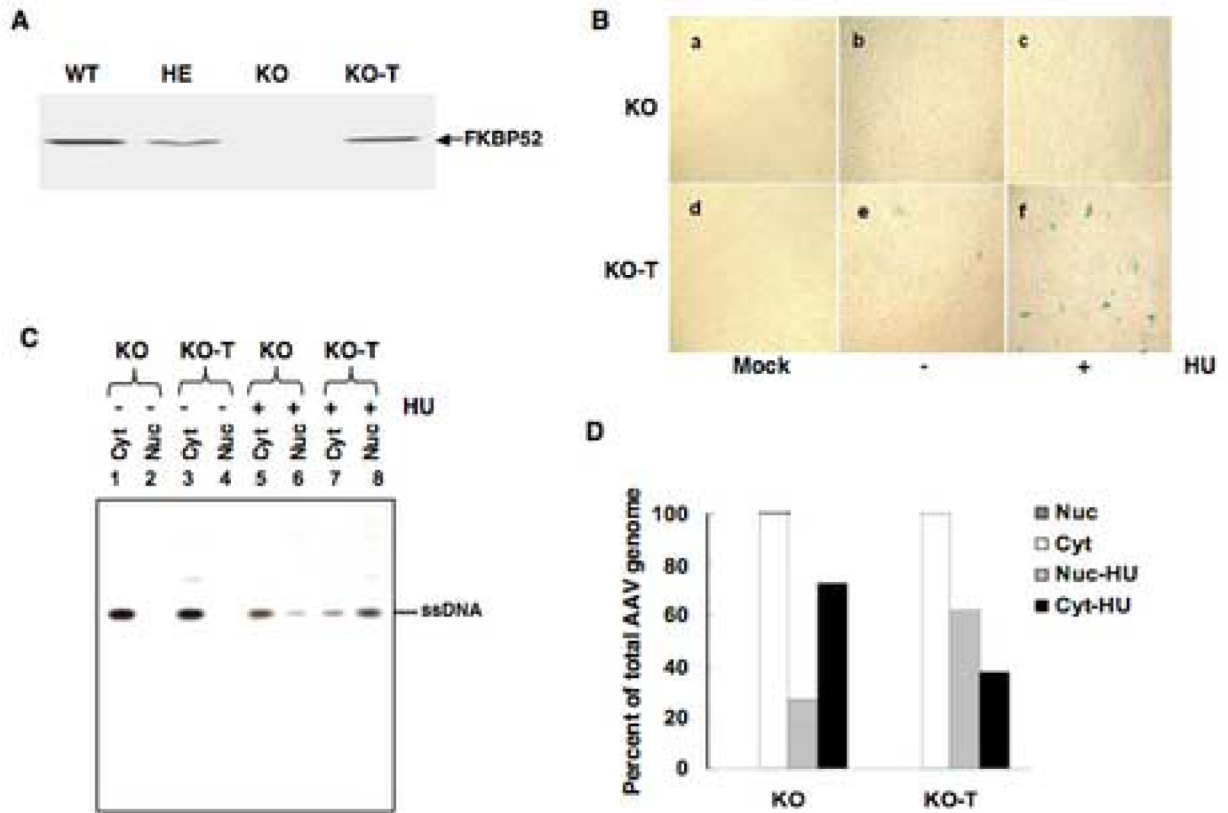 A
WT HE KO KO-T
FKBP52
B
a b c
KO
d e f
KO-T
Mock - + HU
C
KO KO-T KO KO-T
- - - - + + + + HU
Cyt Nuc Cyt Nuc Cyt Nuc Cyt Nuc
1 2 3 4 5 6 7 8
ssDNA
D
Percent of total AAV genome
100
80
60
40
20
0
KO KO-T
Nuc
Cyt
Nuc-HU
Cyt-HU